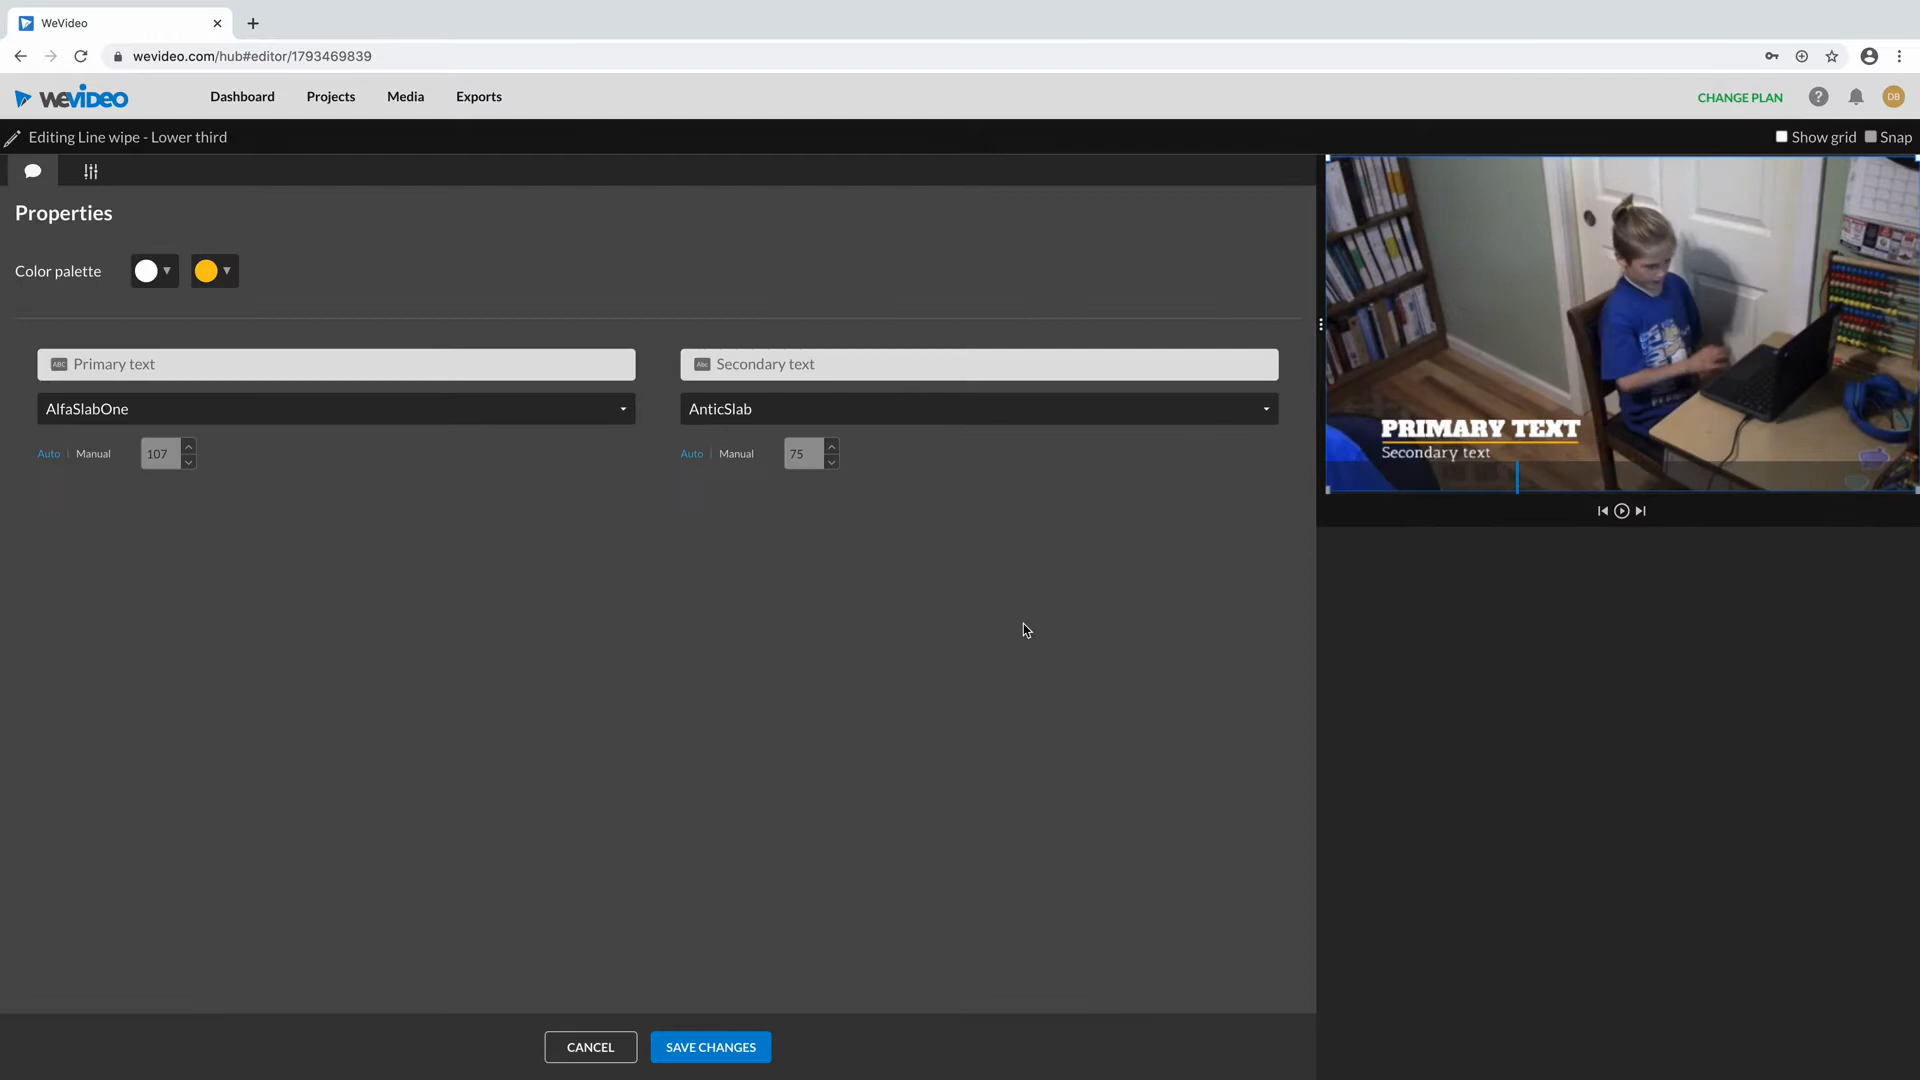 WeVideo
wevideo.com/hub#editor/1793469839
WEVIDEO
Dashboard
Projects
Media
Exports
CHANGE PLAN
?
DB
Editing Line wipe - Lower third
Show grid
Snap
Properties
Color palette
ABC Primary text
Abc Secondary text
AlfaSlabOne
AnticSlab
Auto | Manual
107
Auto | Manual
75
PRIMARY TEXT
Secondary text
CANCEL
SAVE CHANGES